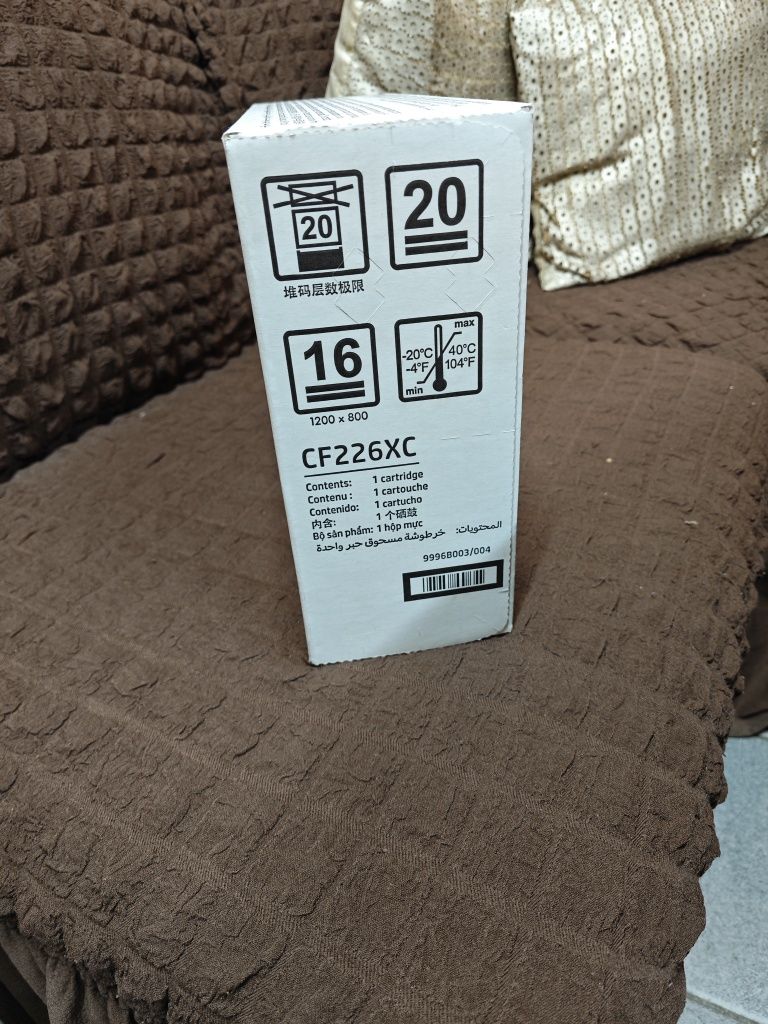 20
20
堆码层数极限
16
1200 x 800
max
-20°C
-4°F
40°C
104°F
min
CF226XC
Contents: 1 cartridge
Contenu : 1 cartouche
Contenido: 1 cartucho
内含: 1 个硒鼓
Bộ sản phẩm: 1 hộp mực
المحتويات: خرطوشة مسحوق حبر واحدة
9996B003/004